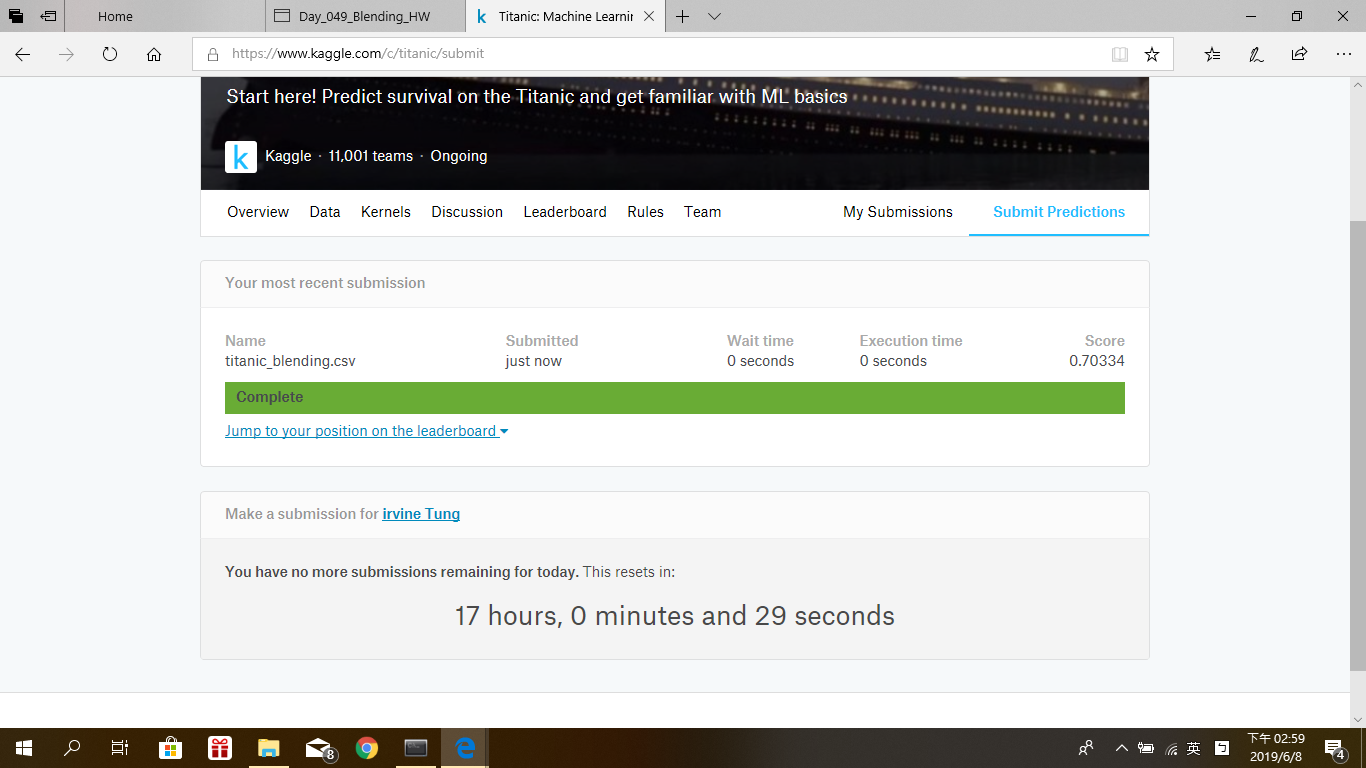 Home
Day_049_Blending_HW
Titanic: Machine Learnir
https://www.kaggle.com/c/titanic/submit
Start here! Predict survival on the Titanic and get familiar with ML basics
k Kaggle · 11,001 teams · Ongoing
Overview Data Kernels Discussion Leaderboard Rules Team My Submissions Submit Predictions
Your most recent submission
Name Submitted Wait time Execution time Score
titanic_blending.csv just now 0 seconds 0 seconds 0.70334
Complete
Jump to your position on the leaderboard
Make a submission for irvine Tung
You have no more submissions remaining for today. This resets in:
17 hours, 0 minutes and 29 seconds
8
英
下午 02:59
2019/6/8
4